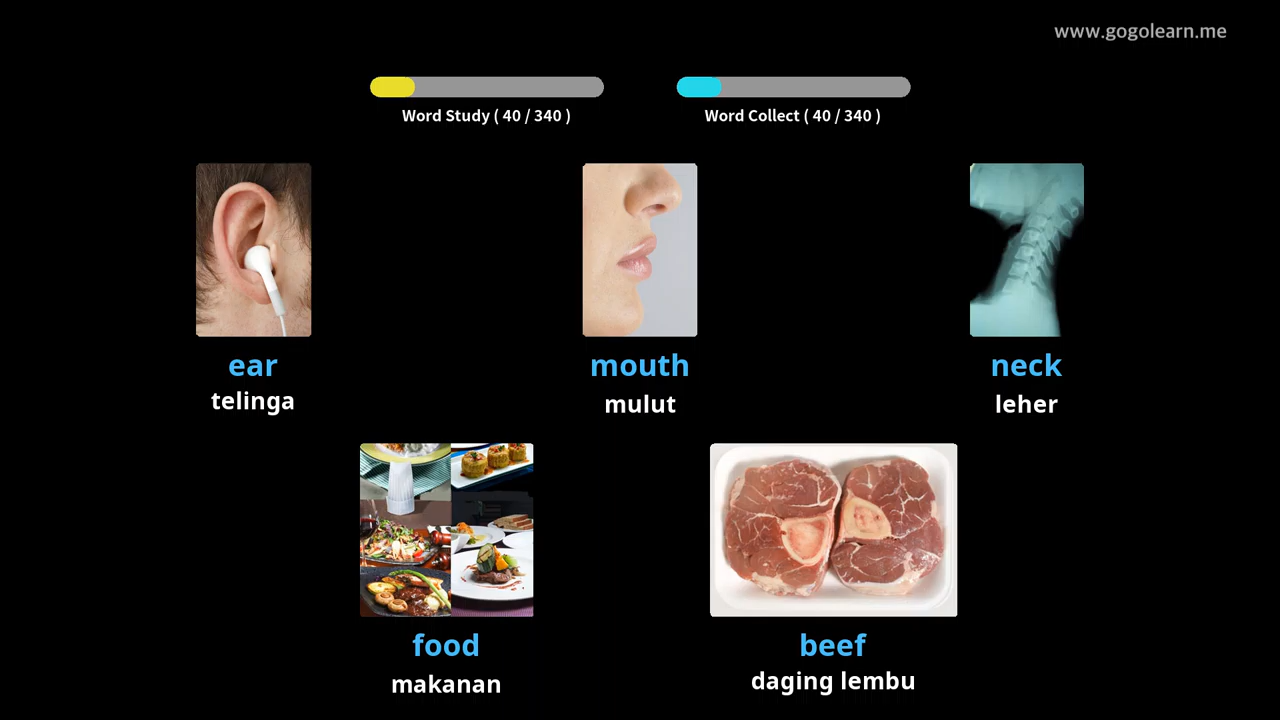 www.gogolearn.me
Word Study ( 40 / 340 )
Word Collect ( 40 / 340 )
ear
telinga
mouth
mulut
neck
leher
food
makanan
beef
daging lembu